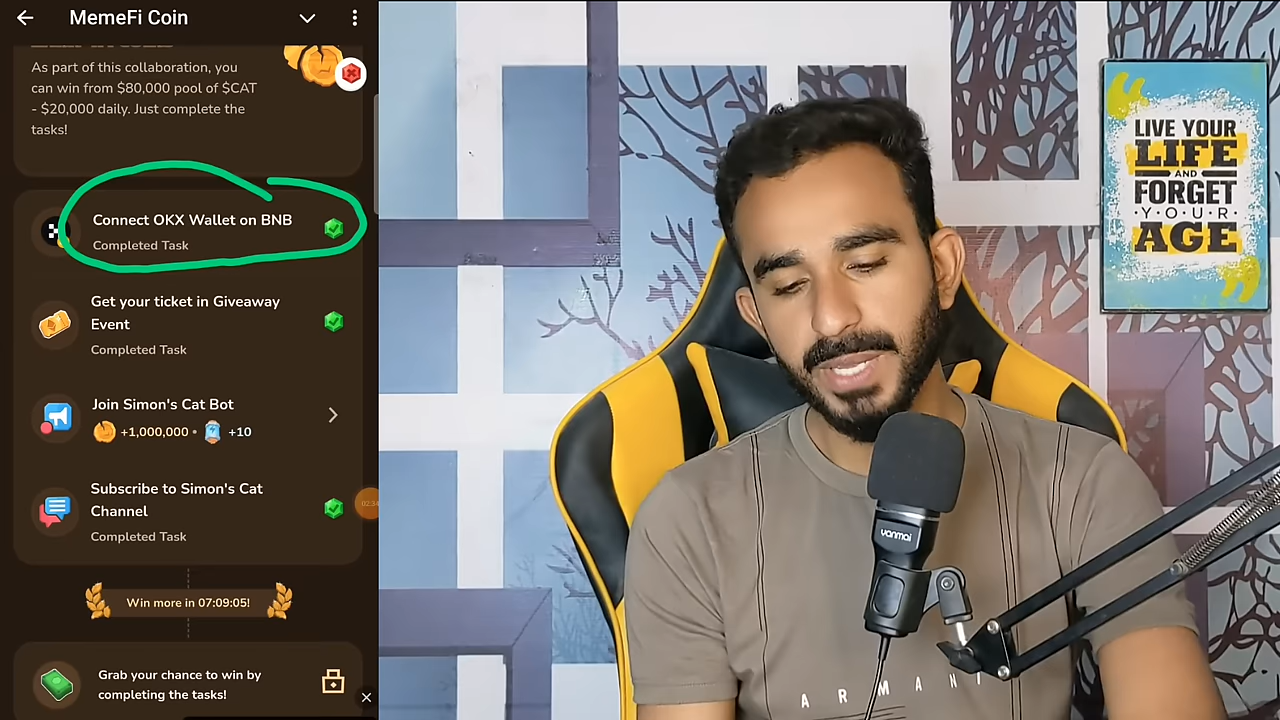 MemeFi Coin
As part of this collaboration, you
can win from $80,000 pool of $CAT
- $20,000 daily. Just complete the
tasks!
Connect OKX Wallet on BNB
Completed Task
Get your ticket in Giveaway
Event
Completed Task
Join Simon's Cat Bot
+1,000,000 • +10
Subscribe to Simon's Cat
Channel
Completed Task
Win more in 07:09:05!
Grab your chance to win by
completing the tasks!
LIVE YOUR
LIFE
AND
FORGET
·Y·O·U·R·
AGE
vanmai
ARMANI